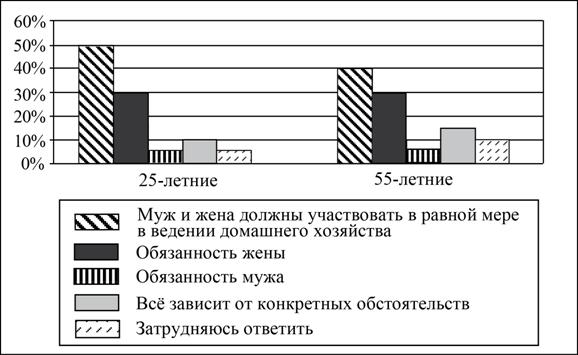 60%
50%
40%
30%
20%
10%
0%
25-летние
55-летние
Муж и жена должны участвовать в равной мере
в ведении домашнего хозяйства
Обязанность жены
Обязанность мужа
Всё зависит от конкретных обстоятельств
Затрудняюсь ответить